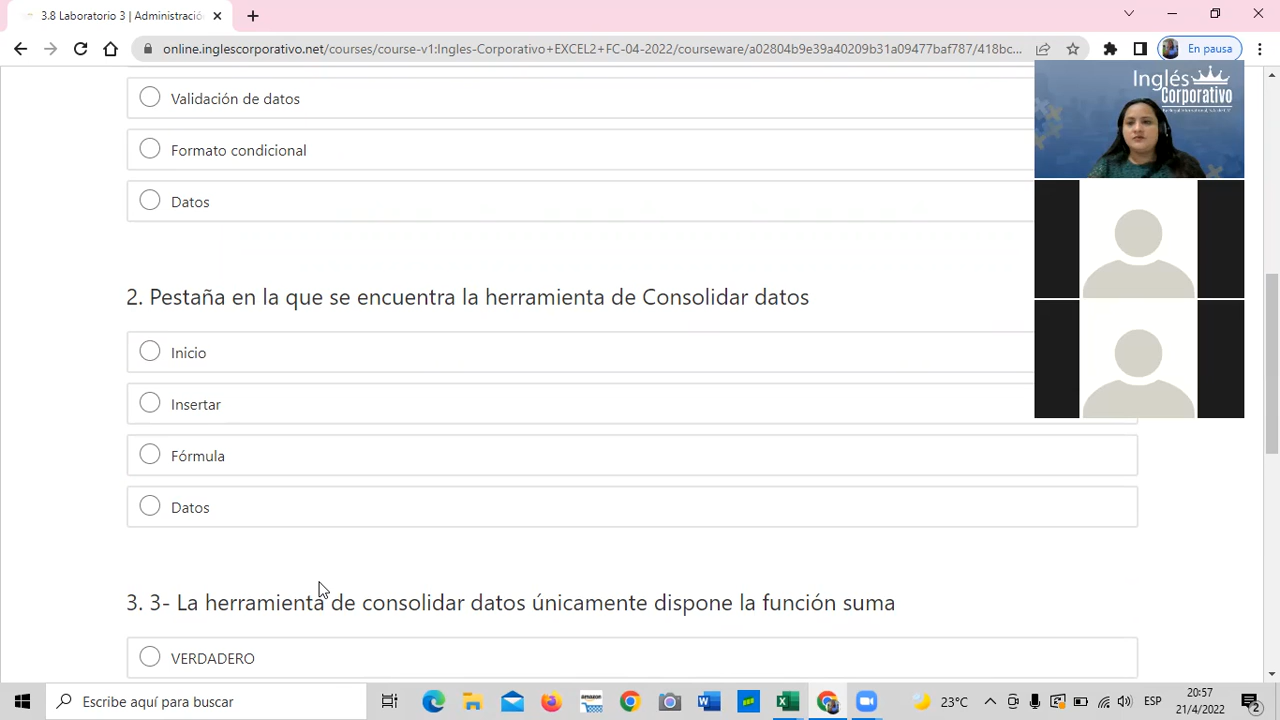 3.8 Laboratorio 3 | Administració
online.inglescorporativo.net/courses/course-v1:Ingles-Corporativo+EXCEL2+FC-04-2022/courseware/02804b9e39a40209b31a09477baf787/418bc...
En pausa
Inglés
Corporativo
Validación de datos
Formato condicional
Datos
2. Pestaña en la que se encuentra la herramienta de Consolidar datos
Inicio
Insertar
Fórmula
Datos
3. 3- La herramienta de consolidar datos únicamente dispone la función suma
VERDADERO
Escribe aquí para buscar
amazon
23°C
ESP
20:57
21/4/2022
2